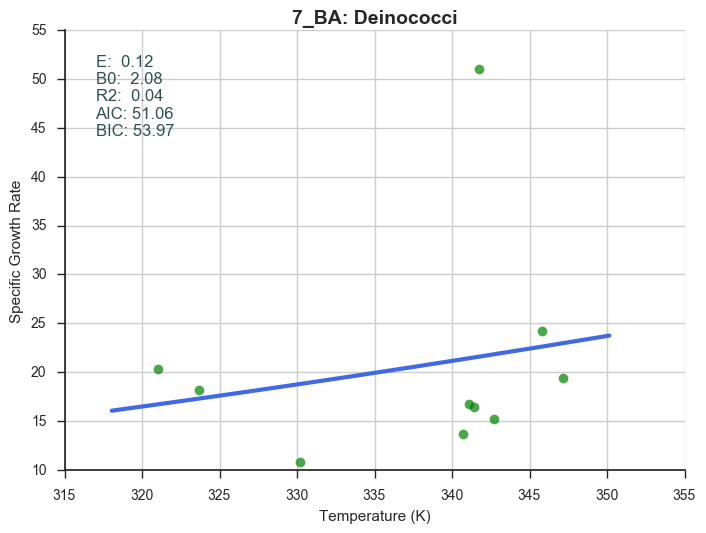 7_BA: Deinococci
55
50
45
40
35
30
25
20
15
10
E: 0.12
B0: 2.08
R2: 0.04
AIC: 51.06
BIC: 53.97
Specific Growth Rate
315 320 325 330 335 340 345 350 355
Temperature (K)